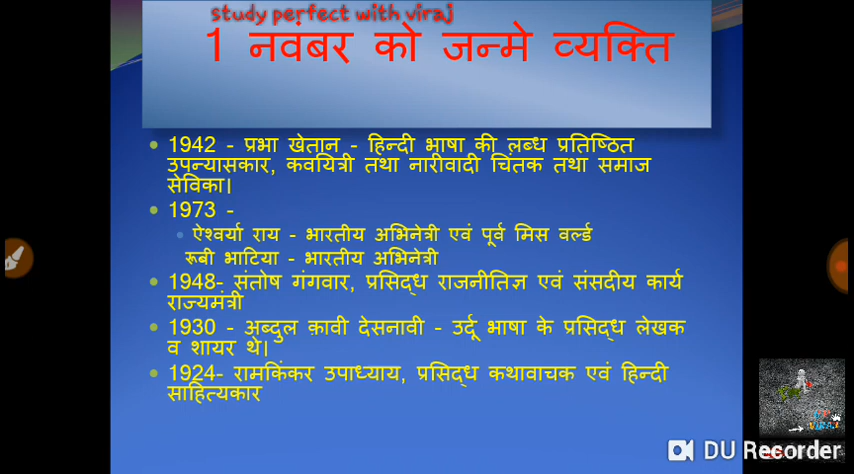 study perfect with viraj
1 नवंबर को जन्मे व्यक्ति
1942 - प्रभा खेतान - हिन्दी भाषा की लब्ध प्रतिष्ठित
उपन्यासकार, कवयित्री तथा नारीवादी चिंतक तथा समाज
सेविका।
1973 -
ऐश्वर्या राय - भारतीय अभिनेत्री एवं पूर्व मिस वर्ल्ड
रूबी भाटिया - भारतीय अभिनेत्री
1948- संतोष गंगवार, प्रसिद्ध राजनीतिज्ञ एवं संसदीय कार्य
राज्यमंत्री
1930 - अब्दुल क़ावी देसनावी - उर्दू भाषा के प्रसिद्ध लेखक
व शायर थे।
1924- रामकिंकर उपाध्याय, प्रसिद्ध कथावाचक एवं हिन्दी
साहित्यकार
DU Recorder